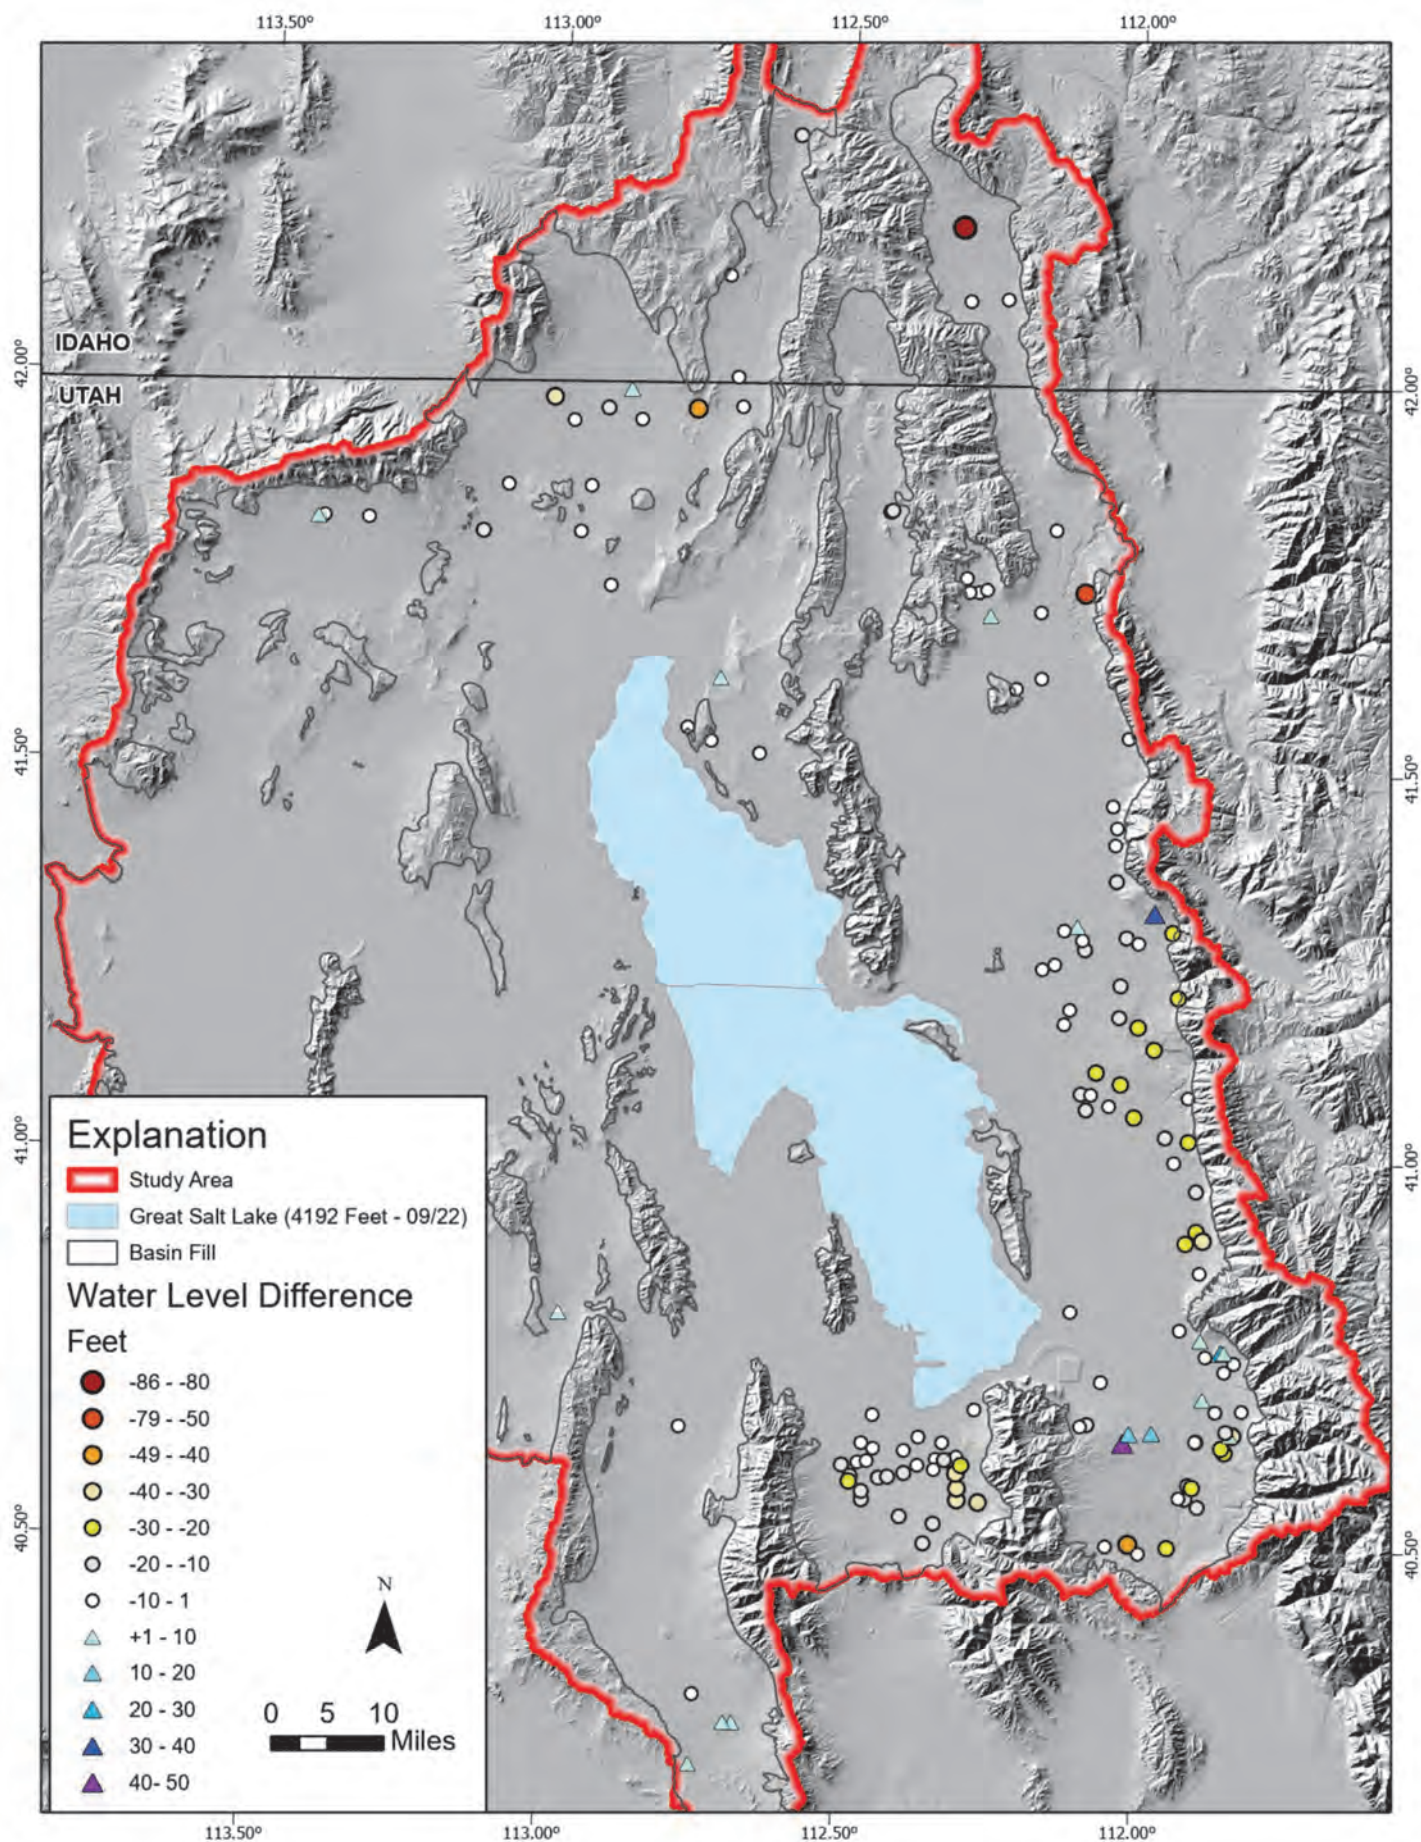 113.50°
113.00°
112.50°
112.00°
IDAHO
UTAH
42.00°
42.00°
41.50°
41.50°
41.00°
41.00°
40.50°
40.50°
Explanation
Study Area
Great Salt Lake (4192 Feet - 09/22)
Basin Fill
Water Level Difference
Feet
-86 - -80
-79 - -50
-49 - -40
-40 - -30
-30 - -20
-20 - -10
-10 - 1
+1 - 10
10 - 20
20 - 30
30 - 40
40- 50
N
0 5 10
Miles
113.50°
113.00°
112.50°
112.00°